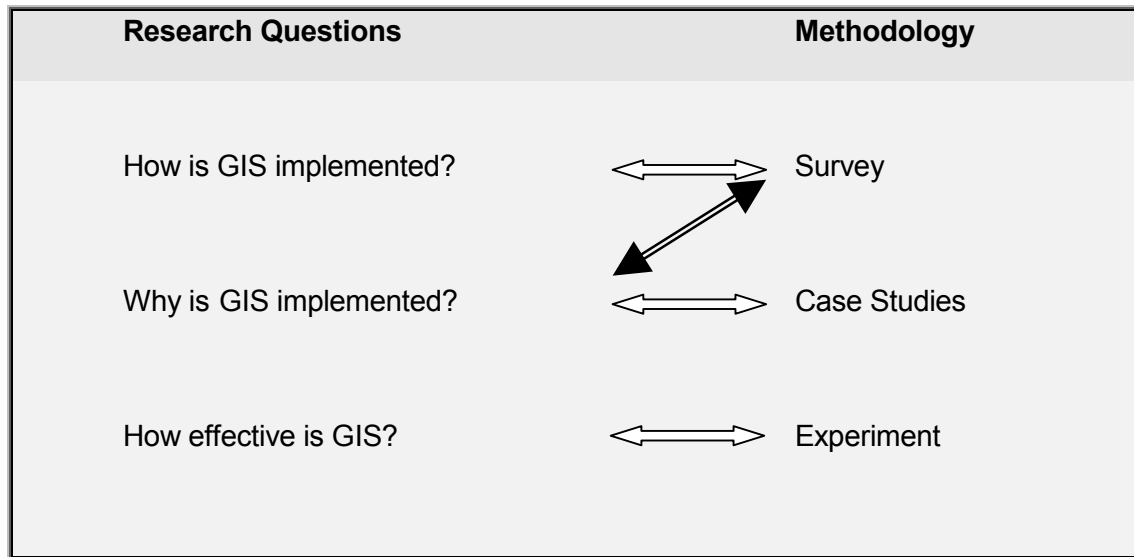 Research Questions Methodology
How is GIS implemented? Survey
Why is GIS implemented? Case Studies
How effective is GIS? Experiment